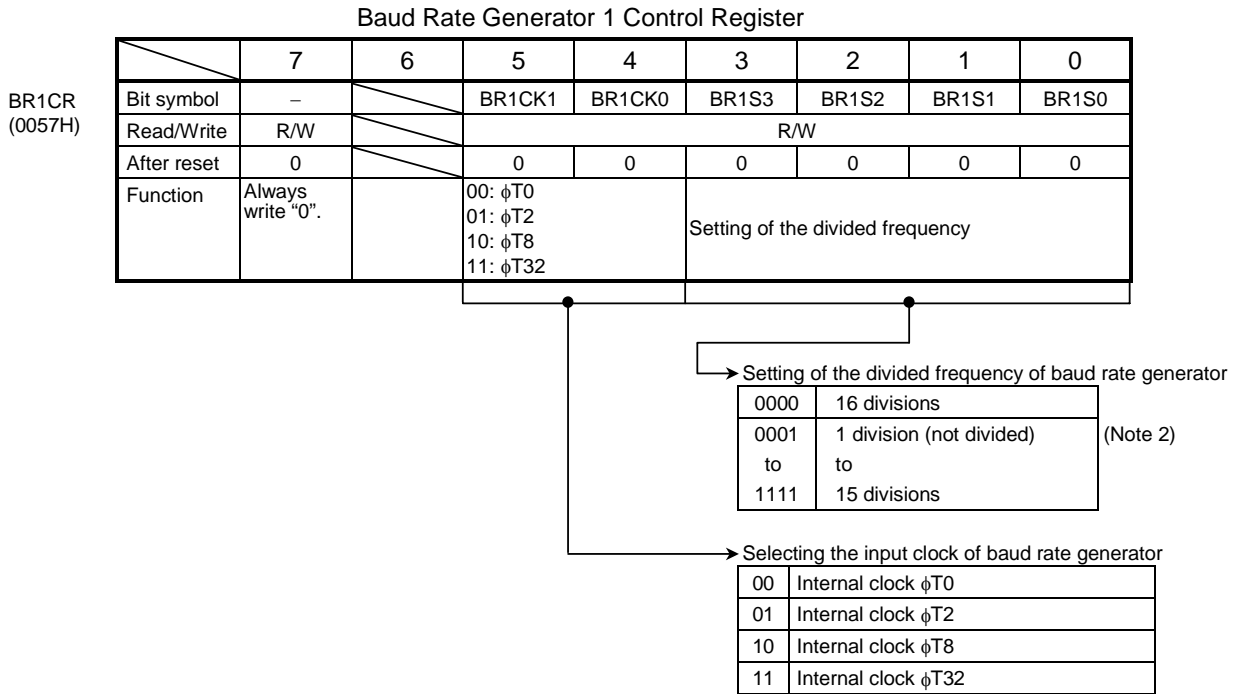 Baud Rate Generator 1 Control Register
7 6 5 4 3 2 1 0
BR1CR
(0057H)
Bit symbol − BR1CK1 BR1CK0 BR1S3 BR1S2 BR1S1 BR1S0
Read/Write R/W R/W
After reset 0 0 0 0 0 0 0
Function Always
write “0”.
00: ϕT0
01: ϕT2
10: ϕT8
11: ϕT32
Setting of the divided frequency
Setting of the divided frequency of baud rate generator
0000 16 divisions
0001 1 division (not divided) (Note 2)
to to
1111 15 divisions
Selecting the input clock of baud rate generator
00 Internal clock ϕT0
01 Internal clock ϕT2
10 Internal clock ϕT8
11 Internal clock ϕT32